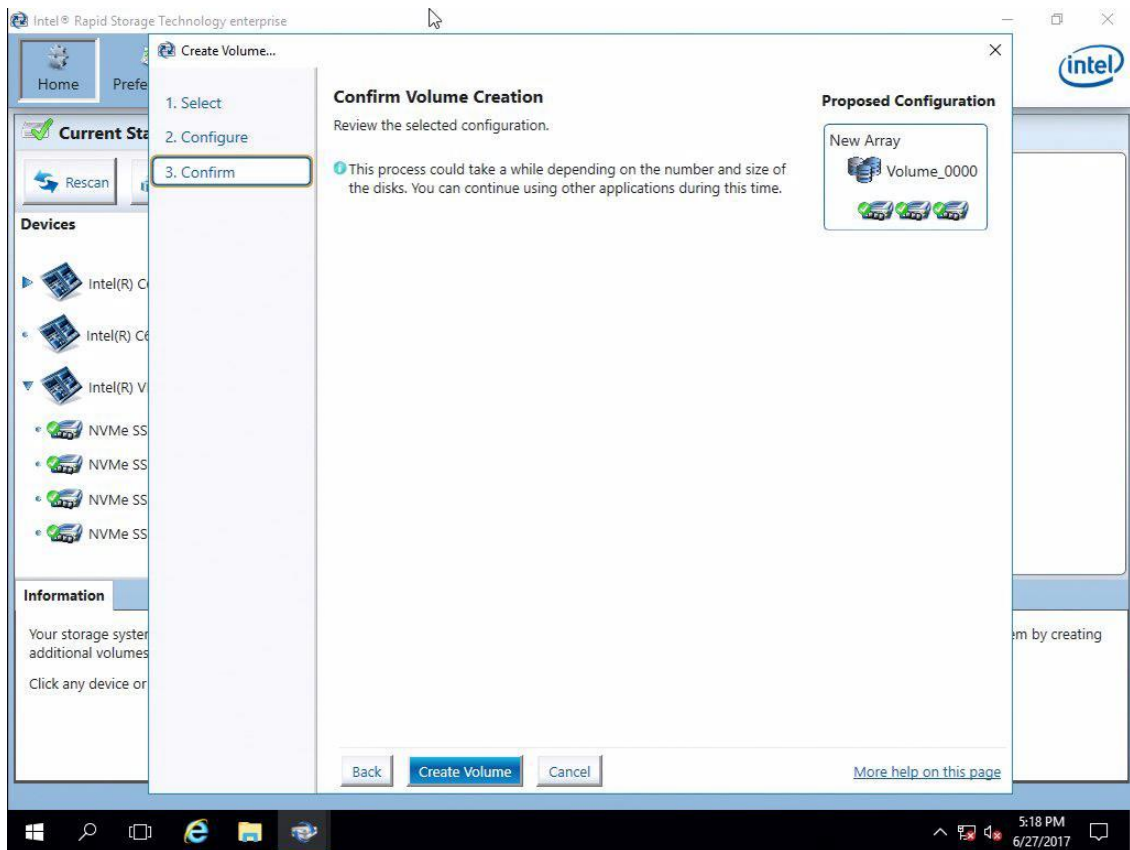 Intel® Rapid Storage Technology enterprise
Home
Prefe
intel
Current Sta
Rescan
Devices
Intel(R) C
Intel(R) C6
Intel(R) V
NVMe SS
NVMe SS
NVMe SS
NVMe SS
Information
Your storage syster
additional volumes
Click any device or
em by creating
Create Volume...
1. Select
2. Configure
3. Confirm
Confirm Volume Creation
Review the selected configuration.
This process could take a while depending on the number and size of
the disks. You can continue using other applications during this time.
Proposed Configuration
New Array
Volume_0000
Back
Create Volume
Cancel
More help on this page
5:18 PM
6/27/2017